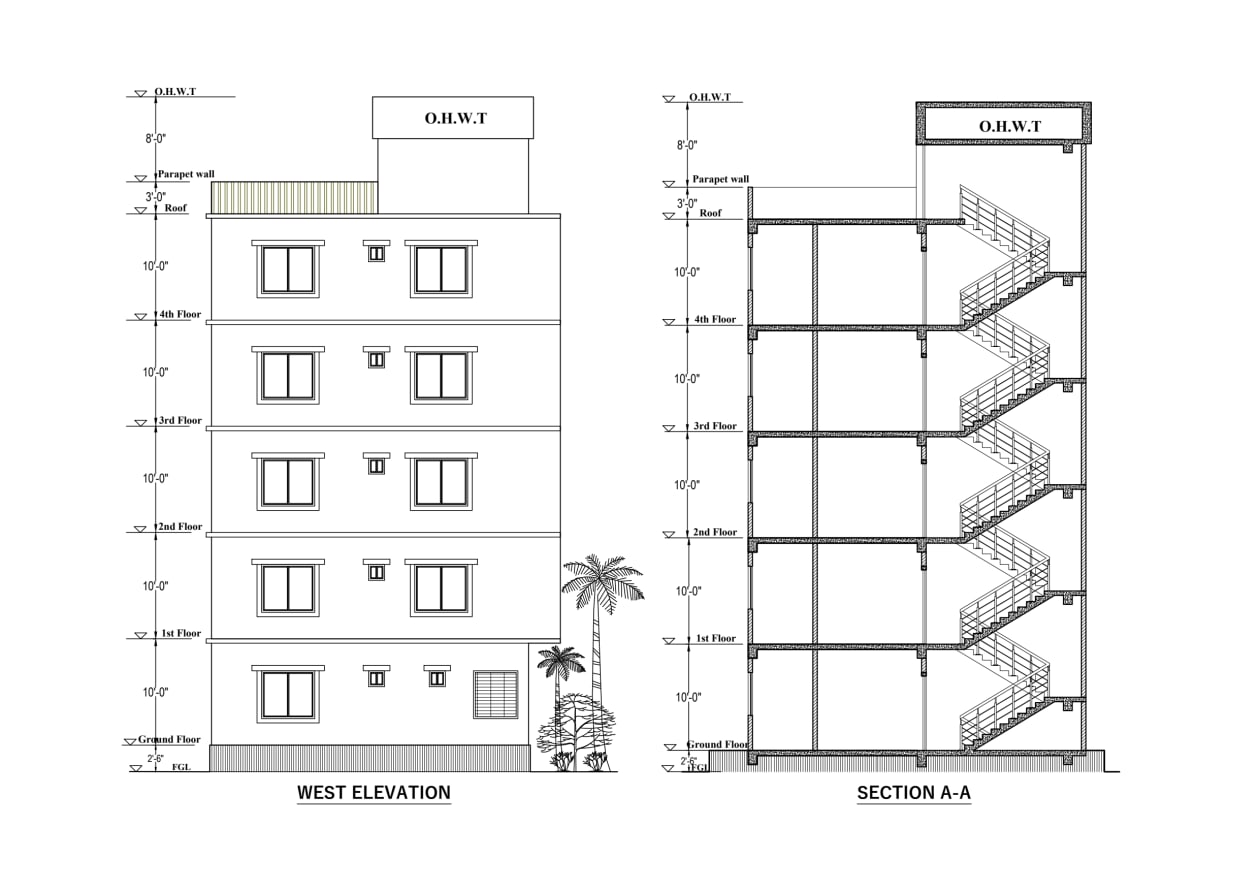 O.H.W.T
O.H.W.T
8'-0"
Parapet wall
3'-0"
Roof
10'-0"
4th Floor
10'-0"
3rd Floor
10'-0"
2nd Floor
10'-0"
1st Floor
10'-0"
Ground Floor
2'-6"
FGL
WEST ELEVATION
O.H.W.T
O.H.W.T
8'-0"
Parapet wall
3'-0"
Roof
10'-0"
4th Floor
10'-0"
3rd Floor
10'-0"
2nd Floor
10'-0"
1st Floor
10'-0"
Ground Floor
2'-6"
FGL
SECTION A-A